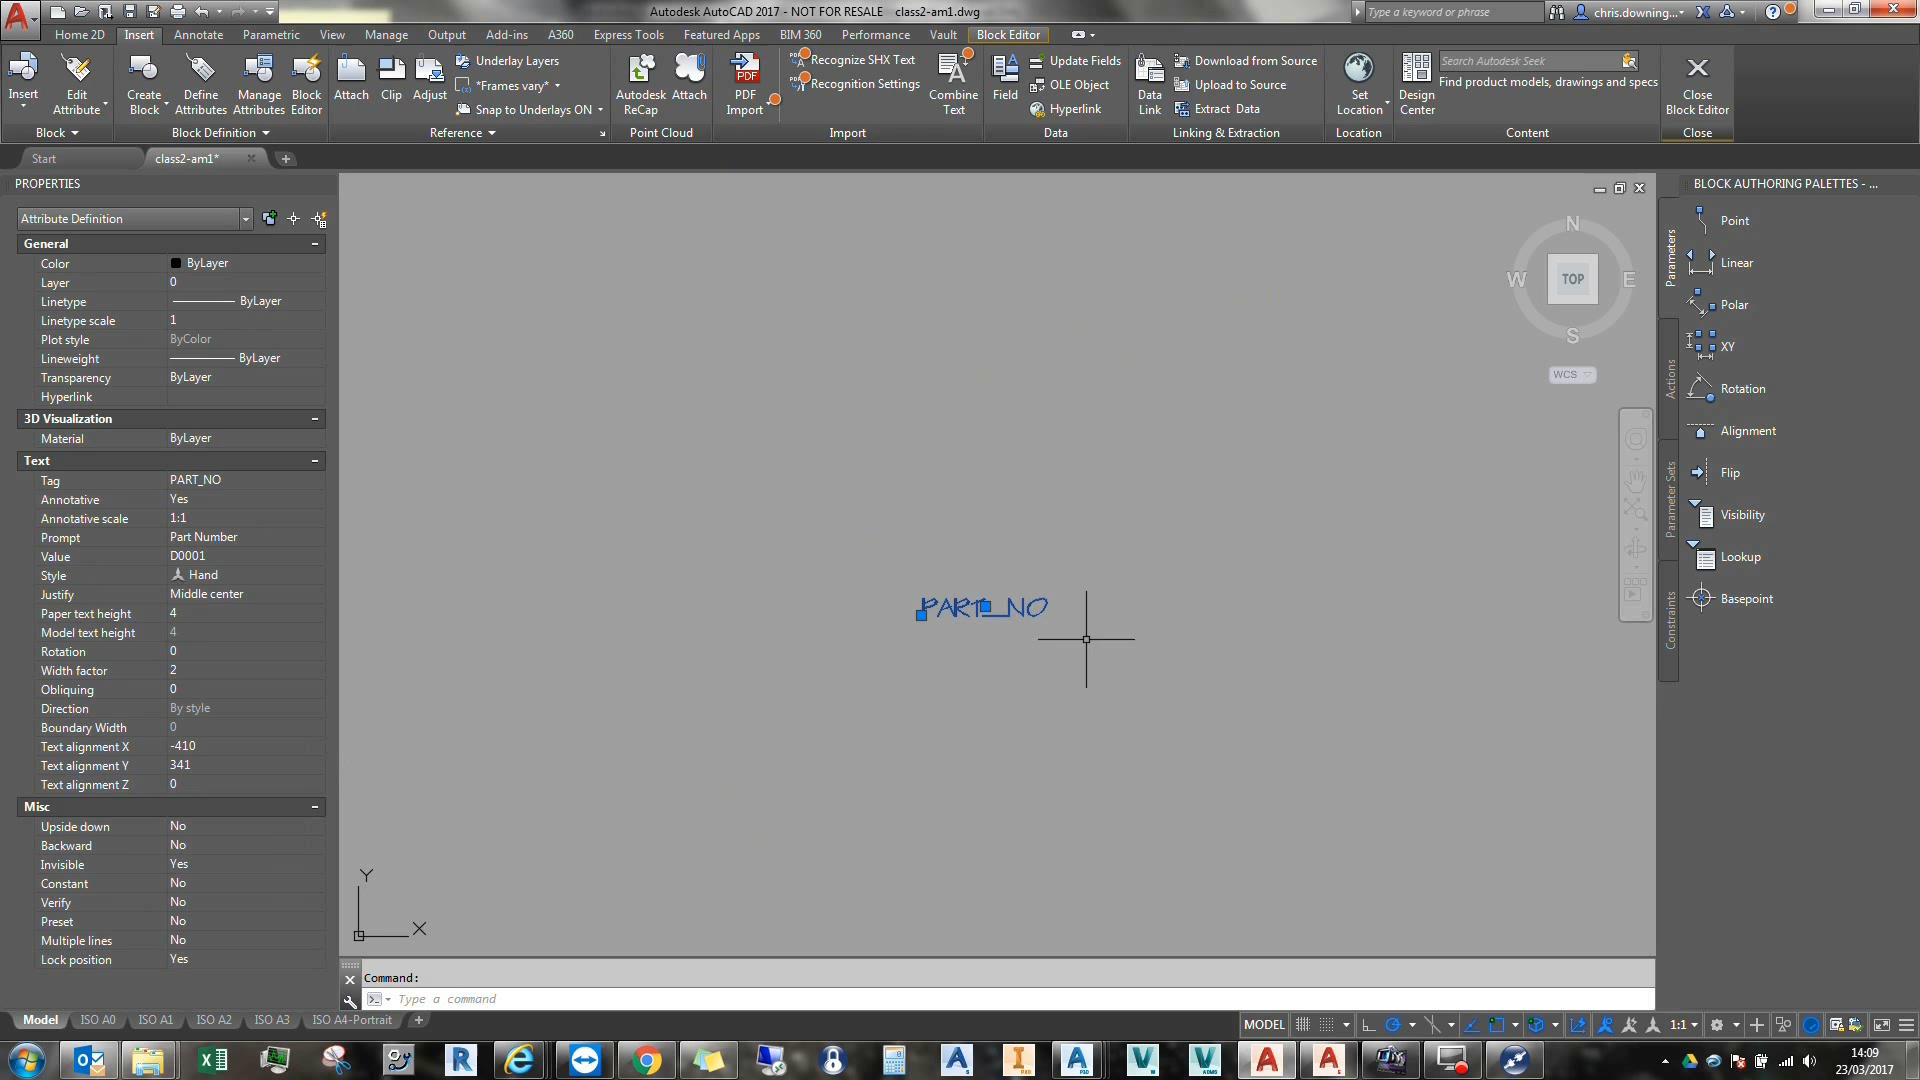 Autodesk AutoCAD 2017 - NOT FOR RESALE class2-am1.dwg
Type a keyword or phrase
chris.downing...
Home 2D Insert Annotate Parametric View Manage Output Add-ins A360 Express Tools Featured Apps BIM 360 Performance Vault Block Editor
Insert
Edit Attribute
Block
Create Block
Define Attributes
Manage Attributes
Block Editor
Block Definition
Attach
Clip
Adjust
Underlay Layers
*Frames vary*
Snap to Underlays ON
Reference
Autodesk ReCap
Attach
Point Cloud
PDF
PDF Import
Recognize SHX Text
Recognition Settings
Combine Text
Import
Field
Update Fields
OLE Object
Hyperlink
Data
Data Link
Download from Source
Upload to Source
Extract Data
Linking & Extraction
Set Location
Location
Design Center
Search Autodesk Seek
Find product models, drawings and specs
Content
Close Block Editor
Close
Start
class2-am1*
PROPERTIES
Attribute Definition
General
Color ByLayer
Layer 0
Linetype ByLayer
Linetype scale 1
Plot style ByColor
Lineweight ByLayer
Transparency ByLayer
Hyperlink
3D Visualization
Material ByLayer
Text
Tag PART_NO
Annotative Yes
Annotative scale 1:1
Prompt Part Number
Value D0001
Style Hand
Justify Middle center
Paper text height 4
Model text height 4
Rotation 0
Width factor 2
Obliquing 0
Direction By style
Boundary Width 0
Text alignment X -410
Text alignment Y 341
Text alignment Z 0
Misc
Upside down No
Backward No
Invisible Yes
Constant No
Verify No
Preset No
Multiple lines No
Lock position Yes
PART_NO
N
W TOP E
S
WCS
Y
X
BLOCK AUTHORING PALETTES - ...
Parameters
Actions
Parameter Sets
Constraints
Point
Linear
Polar
XY
Rotation
Alignment
Flip
Visibility
Lookup
Basepoint
Command:
Type a command
Model ISO A0 ISO A1 ISO A2 ISO A3 ISO A4-Portrait
MODEL
1:1
14:09
23/03/2017